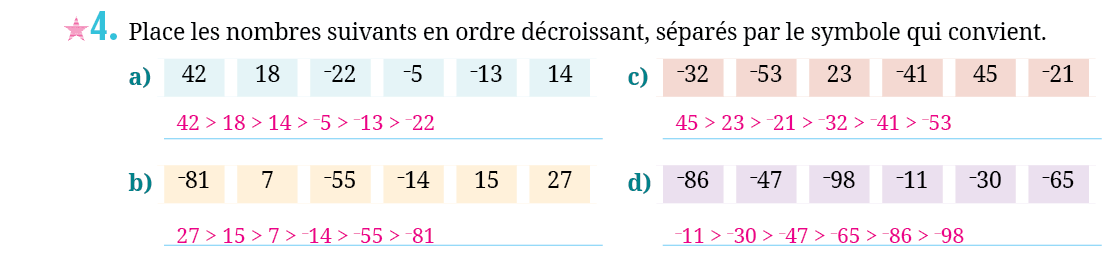 4. Place les nombres suivants en ordre décroissant, séparés par le symbole qui convient.
a) 42 18 ⁻22 ⁻5 ⁻13 14
42 > 18 > 14 > ⁻5 > ⁻13 > ⁻22
b) ⁻81 7 ⁻55 ⁻14 15 27
27 > 15 > 7 > ⁻14 > ⁻55 > ⁻81
c) ⁻32 ⁻53 23 ⁻41 45 ⁻21
45 > 23 > ⁻21 > ⁻32 > ⁻41 > ⁻53
d) ⁻86 ⁻47 ⁻98 ⁻11 ⁻30 ⁻65
⁻11 > ⁻30 > ⁻47 > ⁻65 > ⁻86 > ⁻98